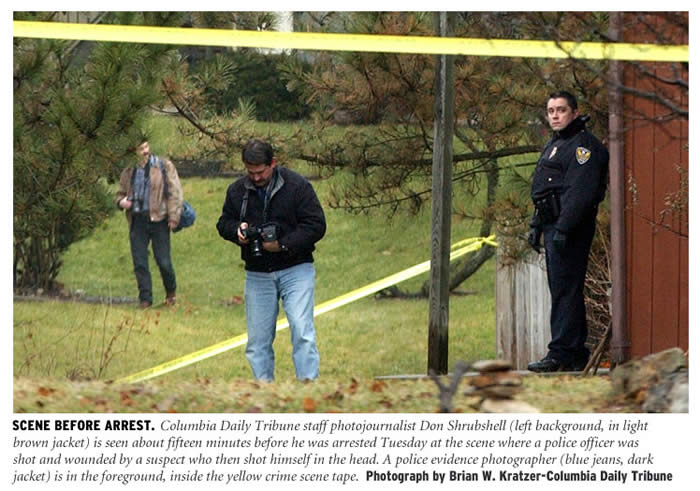 SCENE BEFORE ARREST. Columbia Daily Tribune staff photojournalist Don Shrubshell (left background, in light
brown jacket) is seen about fifteen minutes before he was arrested Tuesday at the scene where a police officer was
shot and wounded by a suspect who then shot himself in the head. A police evidence photographer (blue jeans, dark
jacket) is in the foreground, inside the yellow crime scene tape. Photograph by Brian W. Kratzer-Columbia Daily Tribune